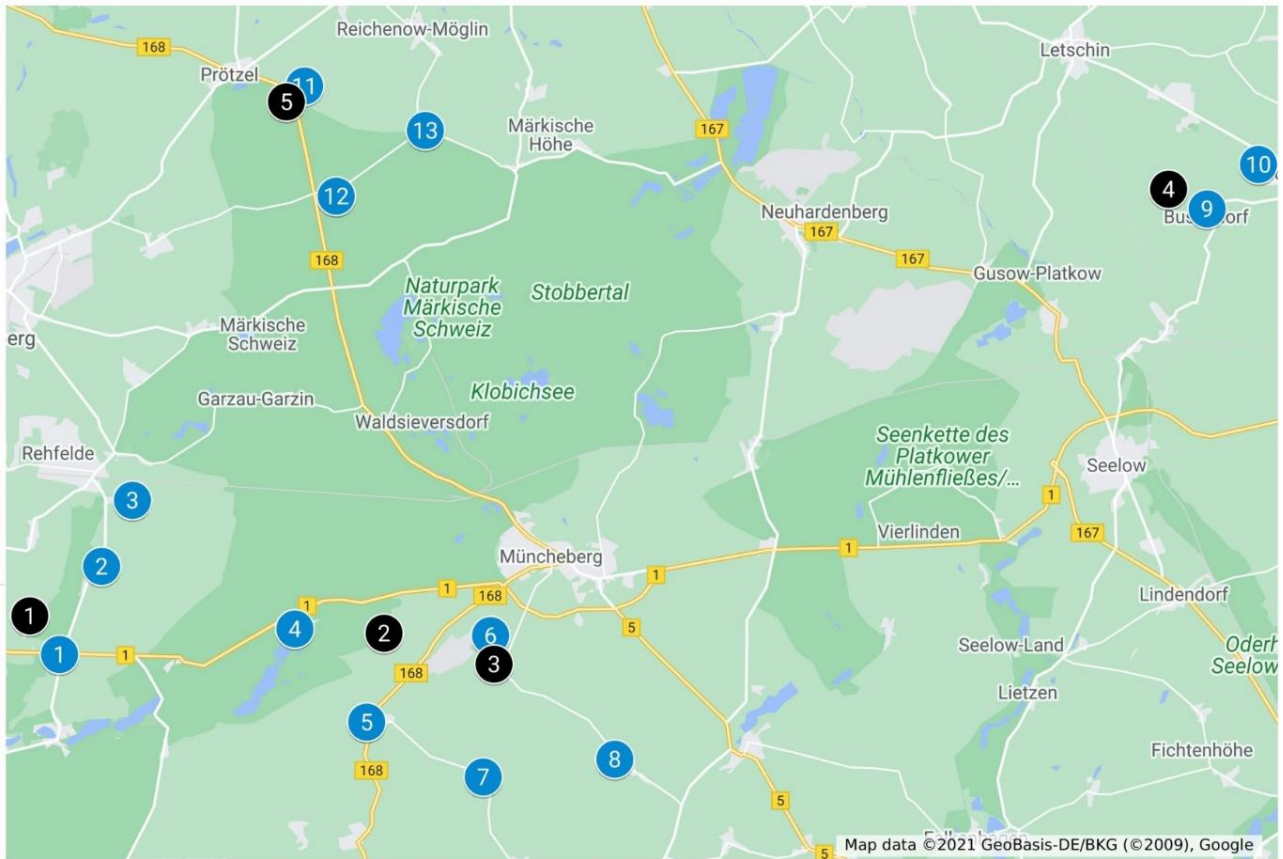 168
Reichenow-Möglin
Letschin
Prötzel
11
5
13
Märkische
Höhe
167
10
4
9
12
Neuhardenberg
167
168
167
Gusow-Platkow
Naturpark
Märkische
Schweiz
Stobbertal
Märkische
Schweiz
erg
Klobichsee
Garzau-Garzin
Waldsieversdorf
Seenkette des
Platkower
Mühlenfließes/...
Rehfelde
Seelow
3
1
167
Vierlinden
1
Müncheberg
2
1
1
168
Lindendorf
1
1
4
2
6
5
3
Seelow-Land
Oderh
Seelow
1
1
168
Lietzen
5
8
Fichtenhöhe
168
7
5
5
Map data ©2021 GeoBasis-DE/BKG (©2009), Google